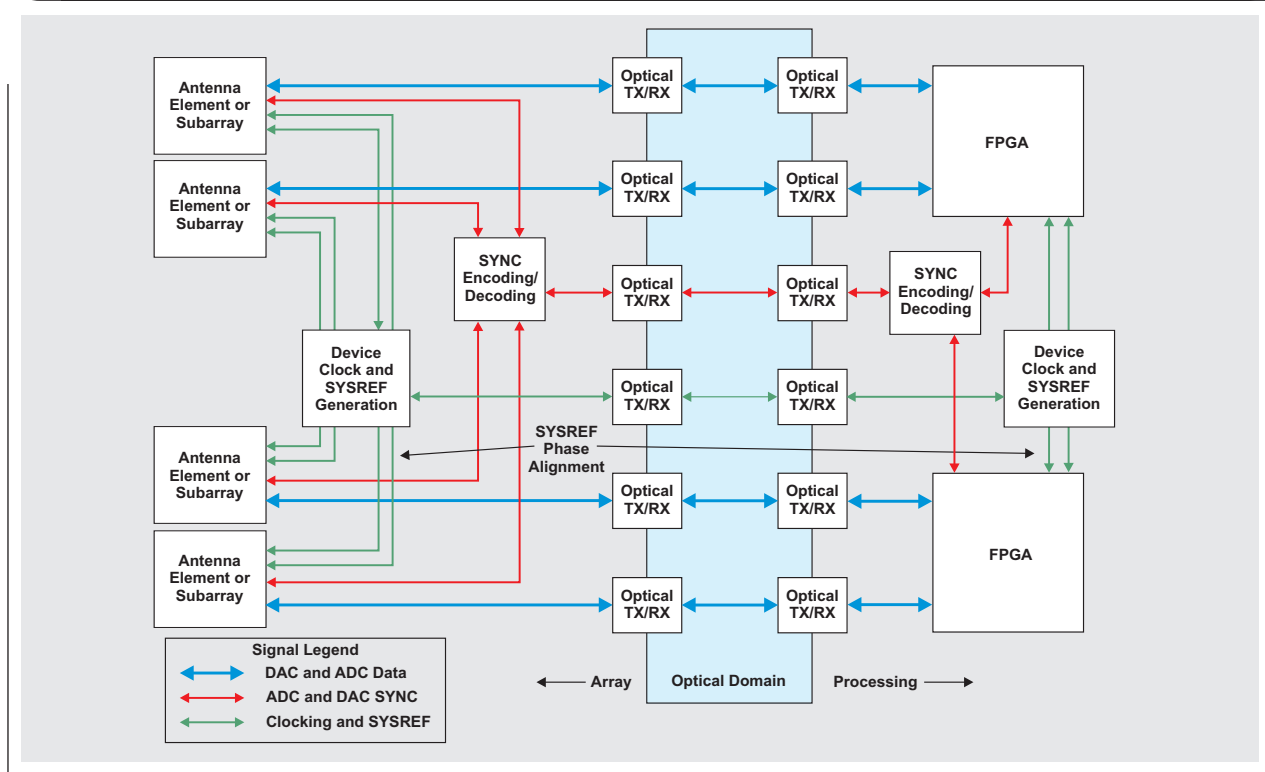 Antenna
Element or
Subarray
Optical
TX/RX
Optical
TX/RX
FPGA
Antenna
Element or
Subarray
Optical
TX/RX
Optical
TX/RX
SYNC
Encoding/
Decoding
Optical
TX/RX
Optical
TX/RX
SYNC
Encoding/
Decoding
Device
Clock and
SYSREF
Generation
Optical
TX/RX
Optical
TX/RX
Device
Clock and
SYSREF
Generation
SYSREF
Phase
Alignment
Antenna
Element or
Subarray
Optical
TX/RX
Optical
TX/RX
FPGA
Antenna
Element or
Subarray
Optical
TX/RX
Optical
TX/RX
Signal Legend
DAC and ADC Data
ADC and DAC SYNC
Clocking and SYSREF
Array
Optical Domain
Processing